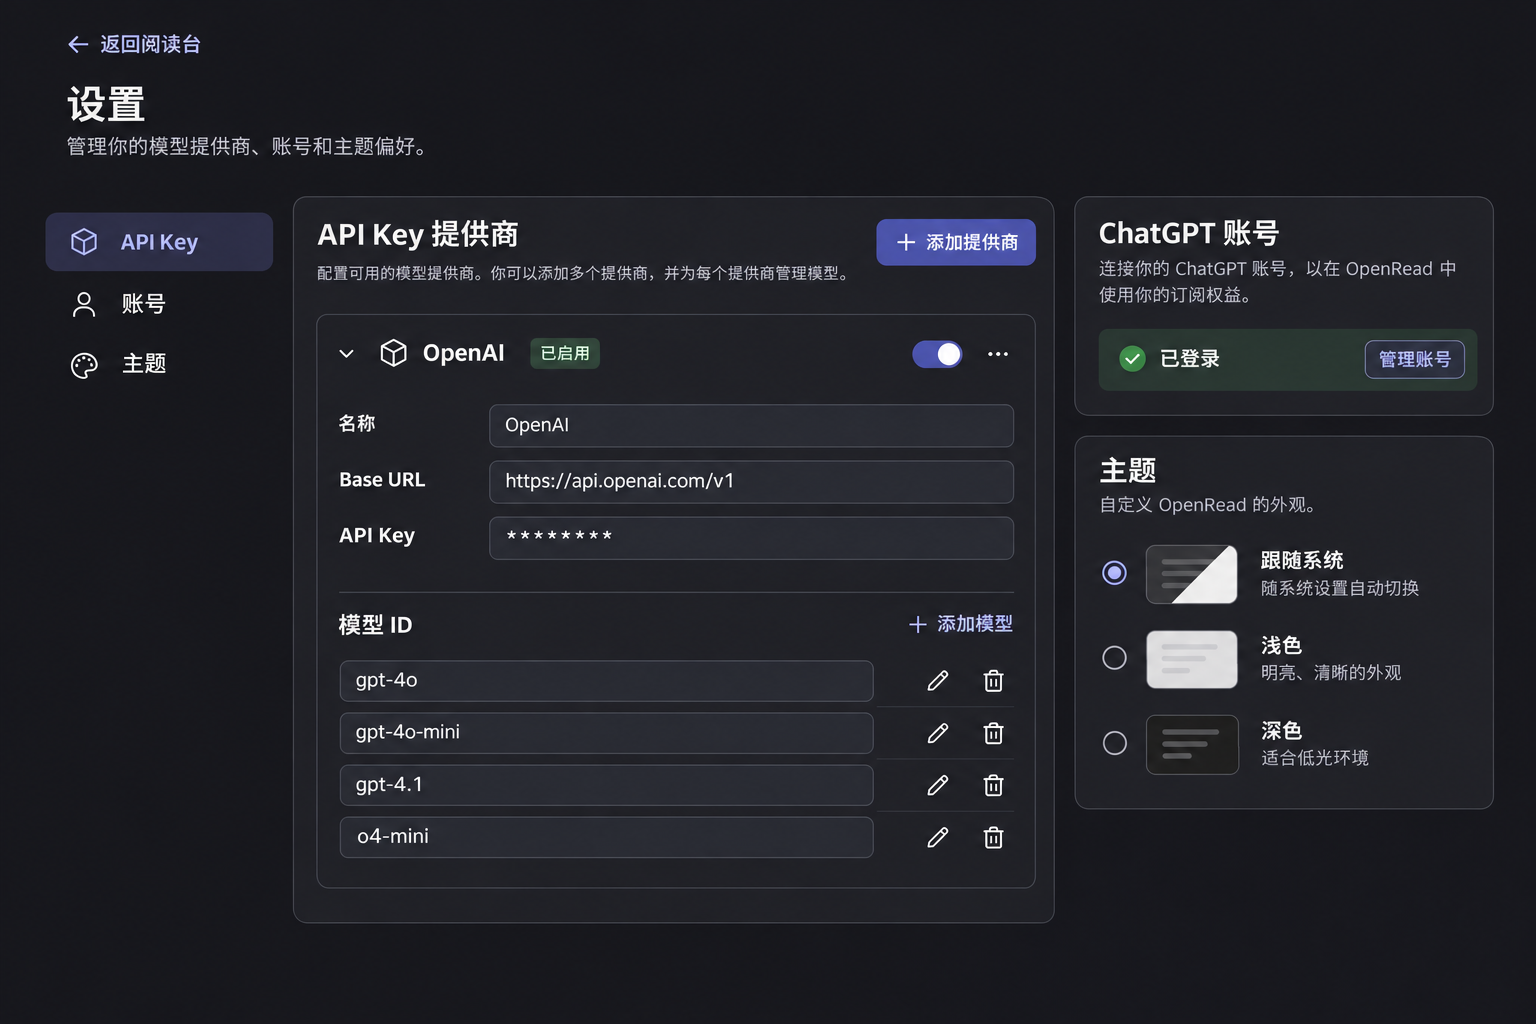 返回阅读台
设置
管理你的模型提供商、账号和主题偏好。
API Key
账号
主题
API Key 提供商
添加提供商
配置可用的模型提供商。你可以添加多个提供商，并为每个提供商管理模型。
OpenAI
已启用
名称
OpenAI
Base URL
https://api.openai.com/v1
API Key
********
模型 ID
添加模型
gpt-4o
gpt-4o-mini
gpt-4.1
o4-mini
ChatGPT 账号
连接你的 ChatGPT 账号，以在 OpenRead 中
使用你的订阅权益。
已登录
管理账号
主题
自定义 OpenRead 的外观。
跟随系统
随系统设置自动切换
浅色
明亮、清晰的外观
深色
适合低光环境